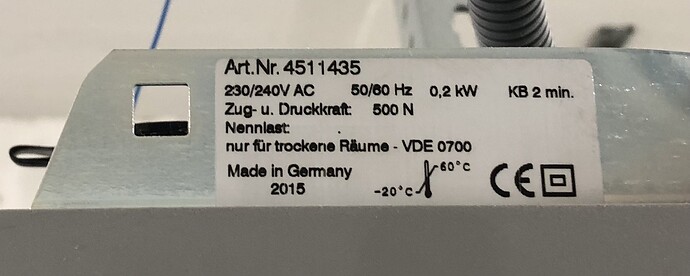 Art.Nr. 4511435
230/240V AC 50/60 Hz 0,2 kW KB 2 min.
Zug- u. Druckkraft: 500 N
Nennlast: .
nur für trockene Räume - VDE 0700
Made in Germany
2015
-20°C 60°C
CE